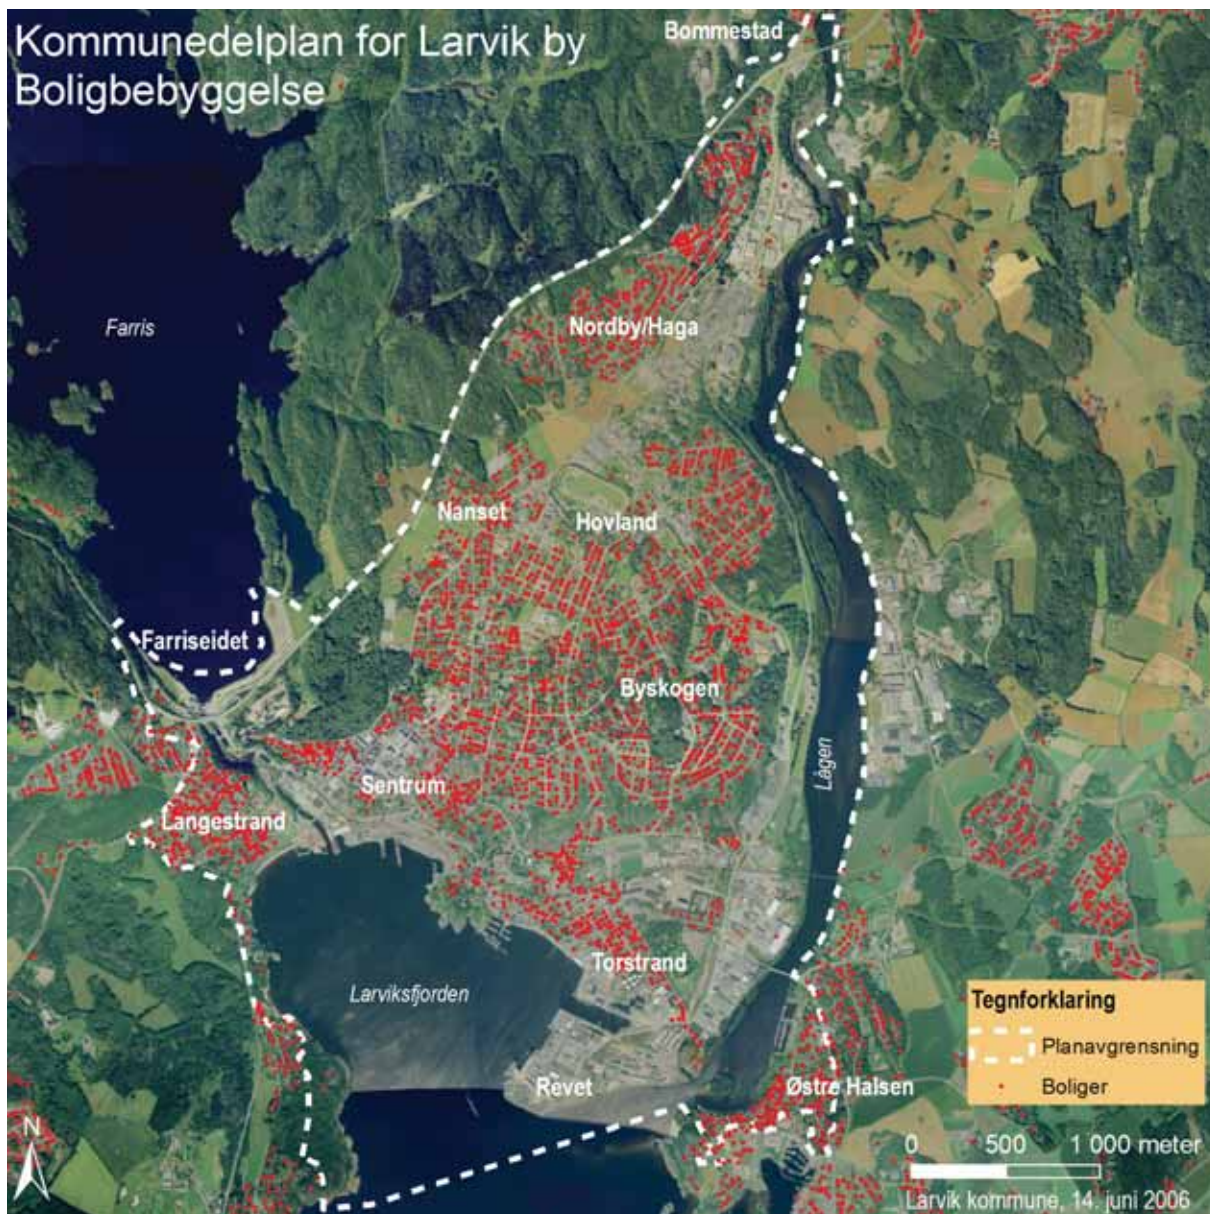 Kommunedelplan for Larvik by
Boligbebyggelse
Bommestad
Farris
Nordby/Haga
Nanset
Hovland
Farriseidet
Byskogen
Lågen
Sentrum
Langestrand
Torstrand
Larviksfjorden
Revet
Østre Halsen
Tegnforklaring
Planavgrensning
Boliger
N
0 500 1 000 meter
Larvik kommune, 14. juni 2006